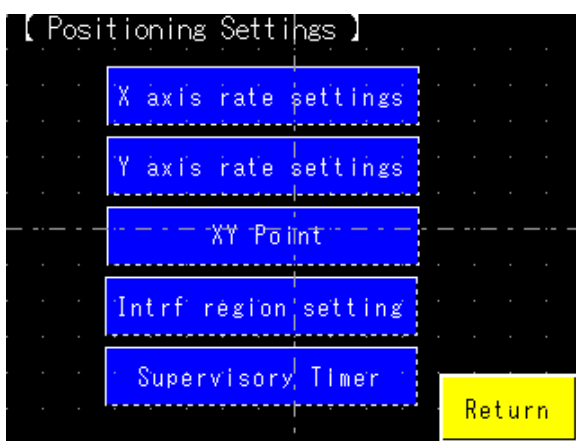 【 Positioning Settings 】
X axis rate settings
Y axis rate settings
XY Point
Intrf region setting
Supervisory Timer
Return